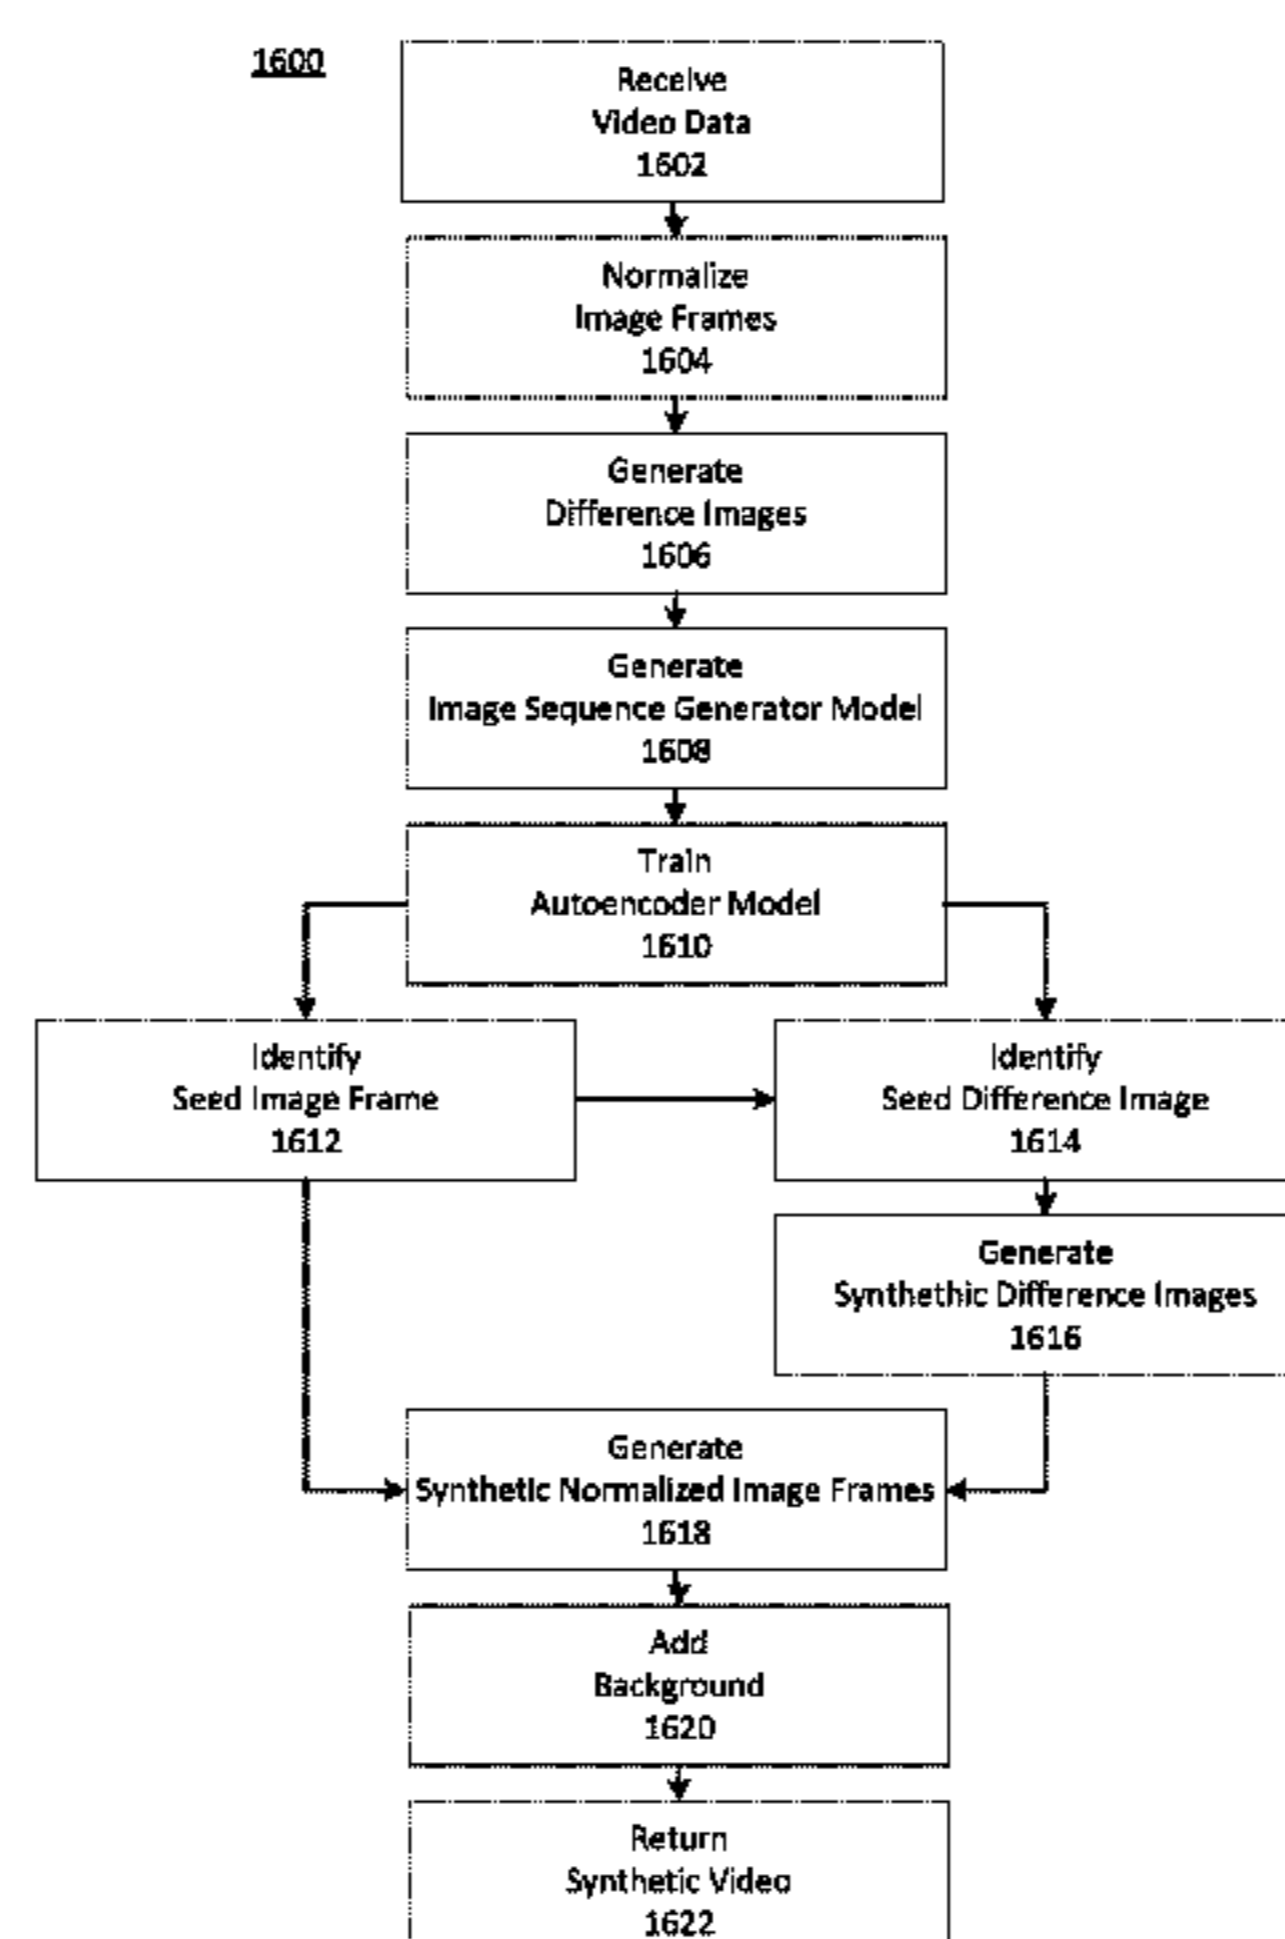 1600
Receive
Video Data
1602
Normalize
Image Frames
1604
Generate
Difference Images
1606
Generate
Image Sequence Generator Model
1608
Train
Autoencoder Model
1610
Identify
Seed Image Frame
1612
Identify
Seed Difference Image
1614
Generate
Synthethic Difference Images
1616
Generate
Synthetic Normalized Image Frames
1618
Add
Background
1620
Return
Synthetic Video
1622